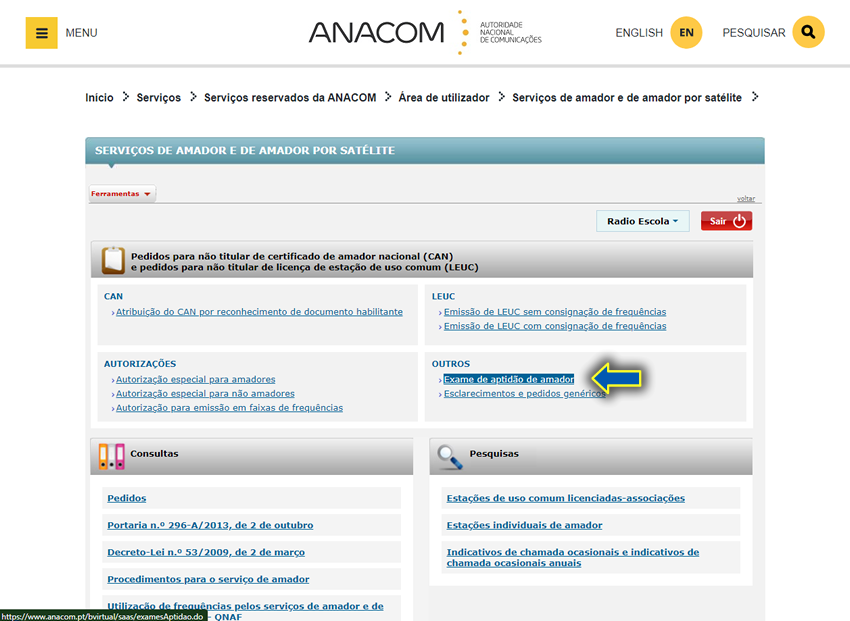 MENU
ANACOM
AUTORIDADE
NACIONAL
DE COMUNICAÇÕES
ENGLISH EN
PESQUISAR
Início > Serviços > Serviços reservados da ANACOM > Área de utilizador > Serviços de amador e de amador por satélite >
SERVIÇOS DE AMADOR E DE AMADOR POR SATÉLITE
Ferramentas
voltar
Radio Escola
Sair
Pedidos para não titular de certificado de amador nacional (CAN)
e pedidos para não titular de licença de estação de uso comum (LEUC)
CAN
Atribuição do CAN por reconhecimento de documento habilitante
LEUC
Emissão de LEUC sem consignação de frequências
Emissão de LEUC com consignação de frequências
AUTORIZAÇÕES
Autorização especial para amadores
Autorização especial para não amadores
Autorização para emissão em faixas de frequências
OUTROS
Exame de aptidão de amador
Esclarecimentos e pedidos genéricos
Consultas
Pedidos
Portaria n.º 296-A/2013, de 2 de outubro
Decreto-Lei n.º 53/2009, de 2 de março
Procedimentos para o serviço de amador
Utilização de frequências pelos serviços de amador e de
- QNAF
Pesquisas
Estações de uso comum licenciadas-associações
Estações individuais de amador
Indicativos de chamada ocasionais e indicativos de
chamada ocasionais anuais
https://www.anacom.pt/bvirtual/saas/examesAptidao.do